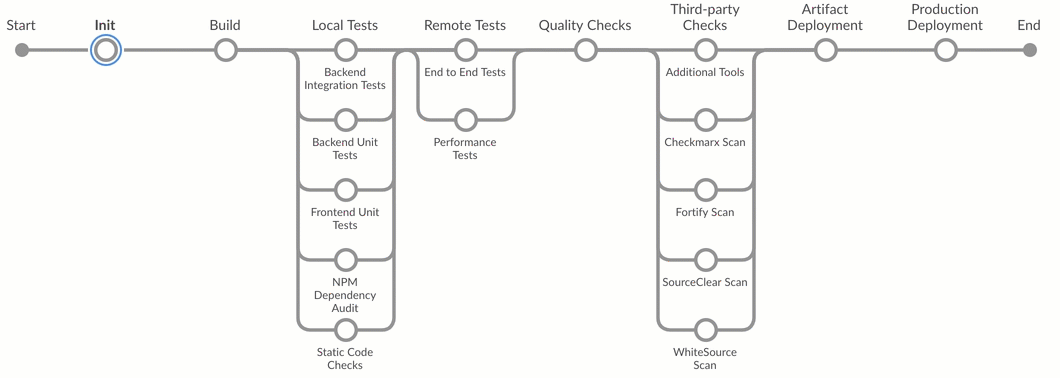 Start
Init
Build
Local Tests
Remote Tests
Quality Checks
Third-party
Checks
Artifact
Deployment
Production
Deployment
End
Backend
Integration Tests
Backend Unit
Tests
Frontend Unit
Tests
NPM
Dependency
Audit
Static Code
Checks
End to End Tests
Performance
Tests
Additional Tools
Checkmarx Scan
Fortify Scan
SourceClear Scan
WhiteSource
Scan